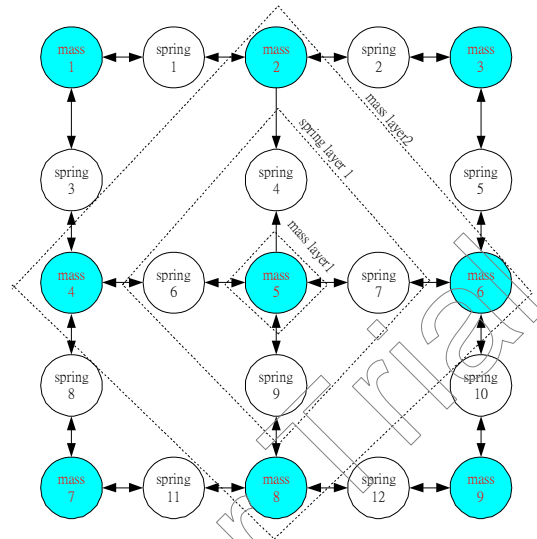 mass
1
spring
1
mass
2
spring
2
mass
3
mass layer2
spring layer 1
spring
3
spring
4
spring
5
mass layer1
mass
4
spring
6
mass
5
spring
7
mass
6
spring
8
spring
9
spring
10
mass
7
spring
11
mass
8
spring
12
mass
9